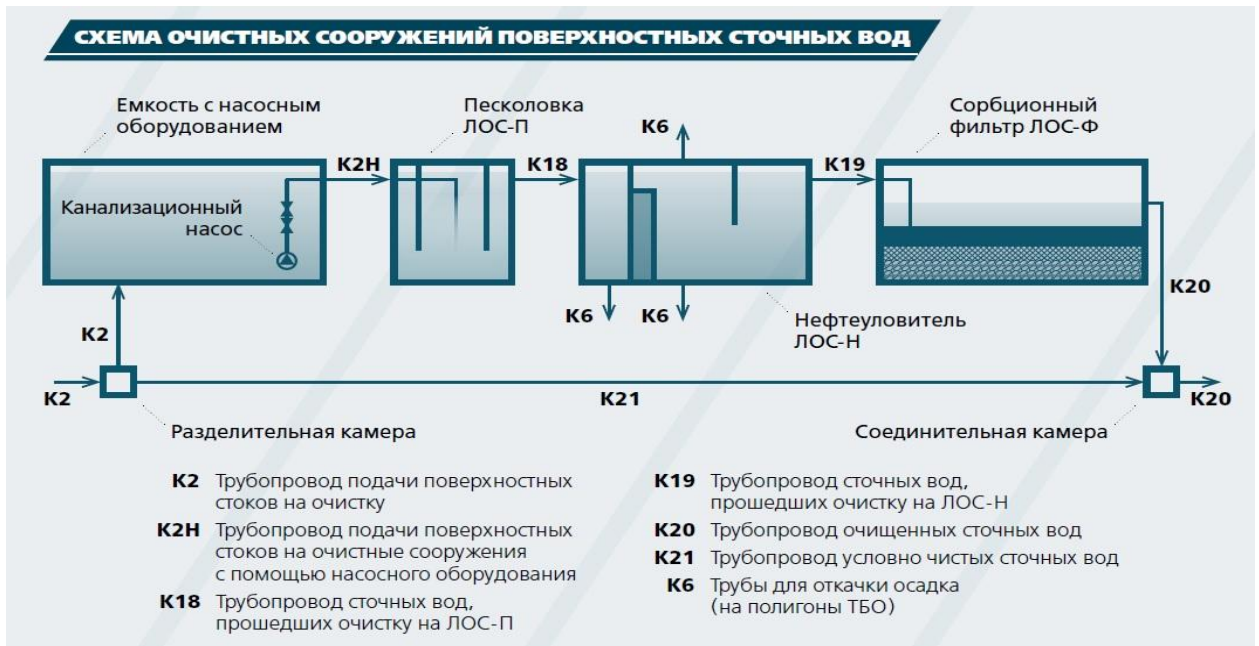 СХЕМА ОЧИСТНЫХ СООРУЖЕНИЙ ПОВЕРХНОСТНЫХ СТОЧНЫХ ВОД
Емкость с насосным
оборудованием
Песколовка
ЛОС-П
К6
Сорбционный
фильтр ЛОС-Ф
К2Н
К18
К19
Канализационный
насос
К20
К6
К6
Нефтеуловитель
ЛОС-Н
К2
К2
К21
К20
Разделительная камера
Соединительная камера
К2 Трубопровод подачи поверхностных
стоков на очистку
К2Н Трубопровод подачи поверхностных
стоков на очистные сооружения
с помощью насосного оборудования
К18 Трубопровод сточных вод,
прошедших очистку на ЛОС-П
К19 Трубопровод сточных вод,
прошедших очистку на ЛОС-Н
К20 Трубопровод очищенных сточных вод
К21 Трубопровод условно чистых сточных вод
К6 Трубы для откачки осадка
(на полигоны ТБО)